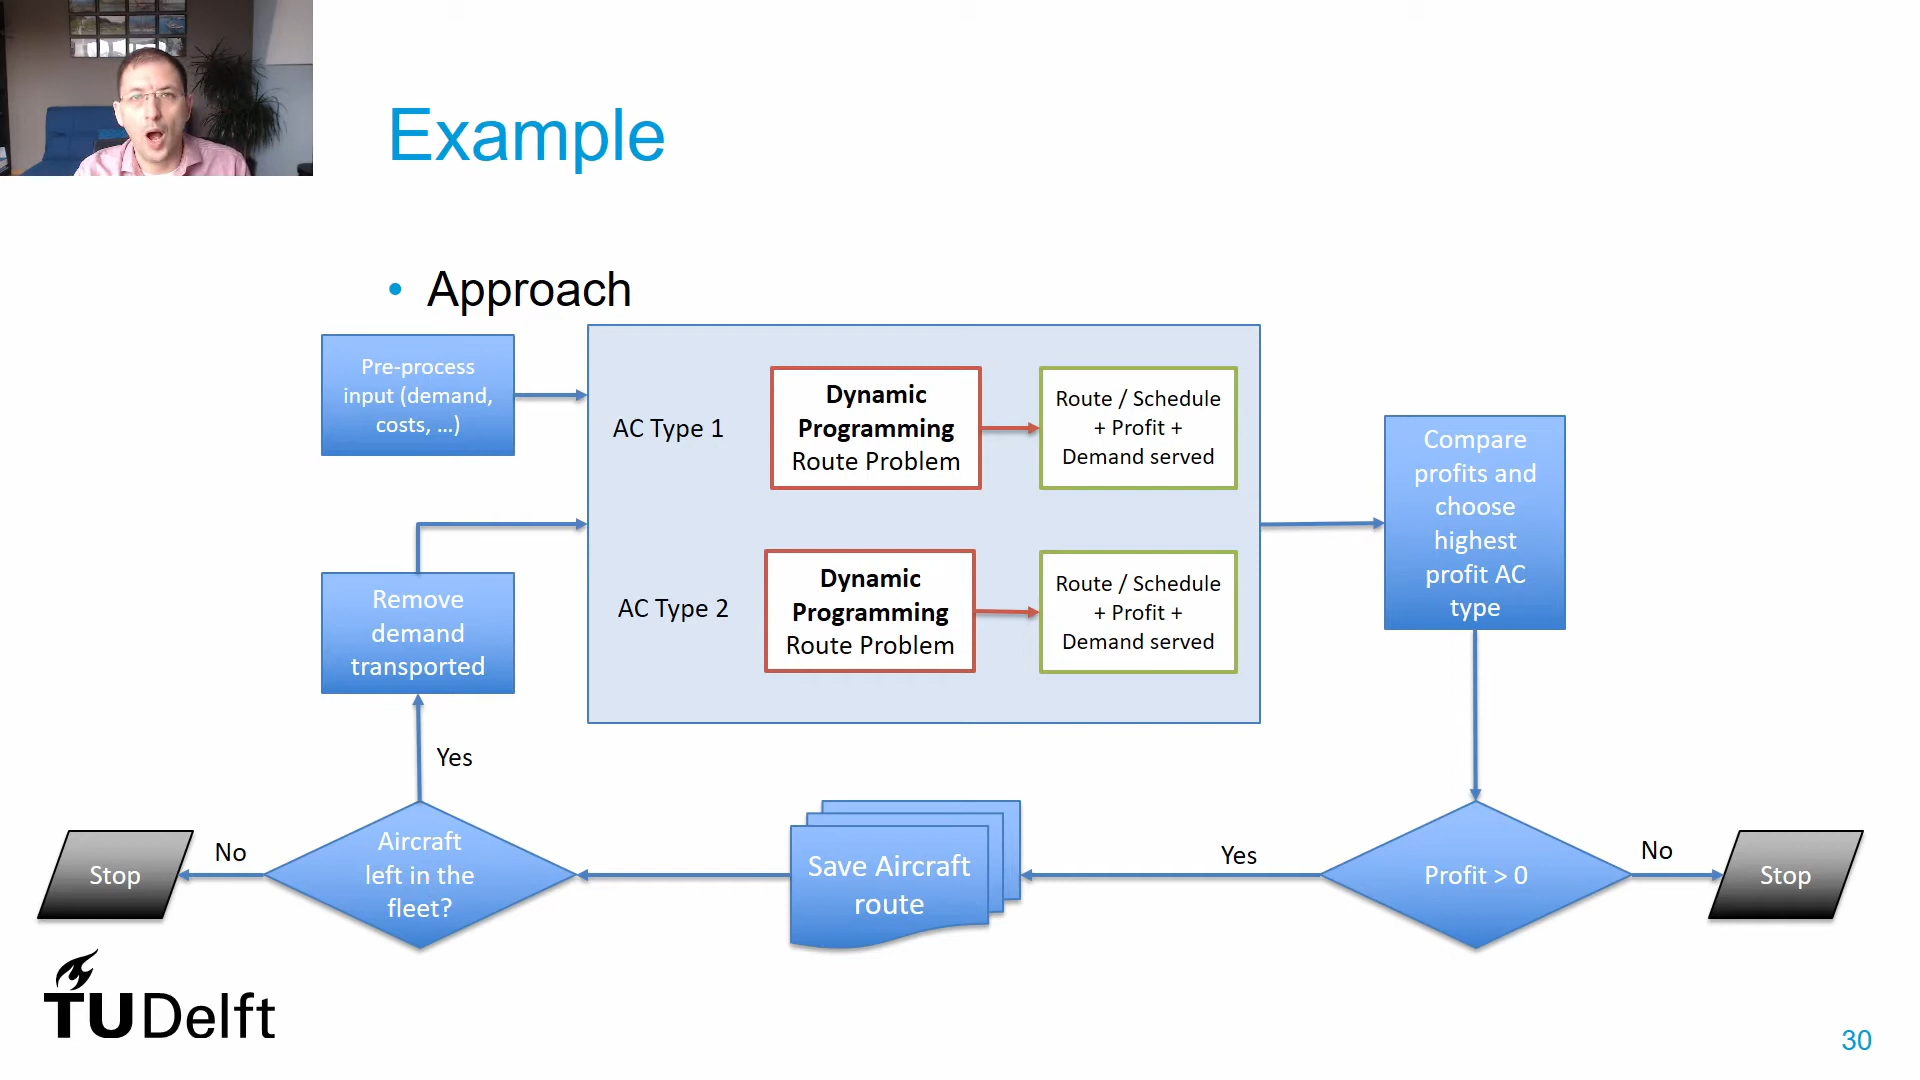 Example
• Approach
Pre-process
input (demand,
costs, ...)
AC Type 1
Dynamic
Programming
Route Problem
Route / Schedule
+ Profit +
Demand served
Compare
profits and
choose
highest
profit AC
type
Remove
demand
transported
AC Type 2
Dynamic
Programming
Route Problem
Route / Schedule
+ Profit +
Demand served
Yes
Stop
No
Aircraft
left in the
fleet?
Save Aircraft
route
Yes
Profit > 0
No
Stop
TUDelft
30